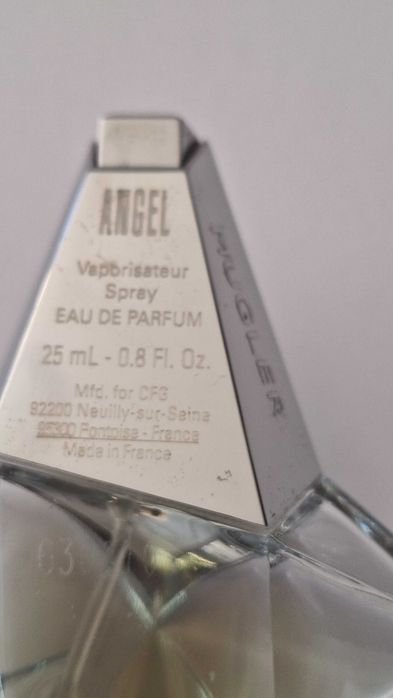 ANGEL
Vaporisateur
Spray
EAU DE PARFUM
25 mL - 0.8 Fl. Oz.
Mfd. for CFG
92200 Neuilly-sur-Seine
95300 Pontoise - France
Made in France
MUGLER
03